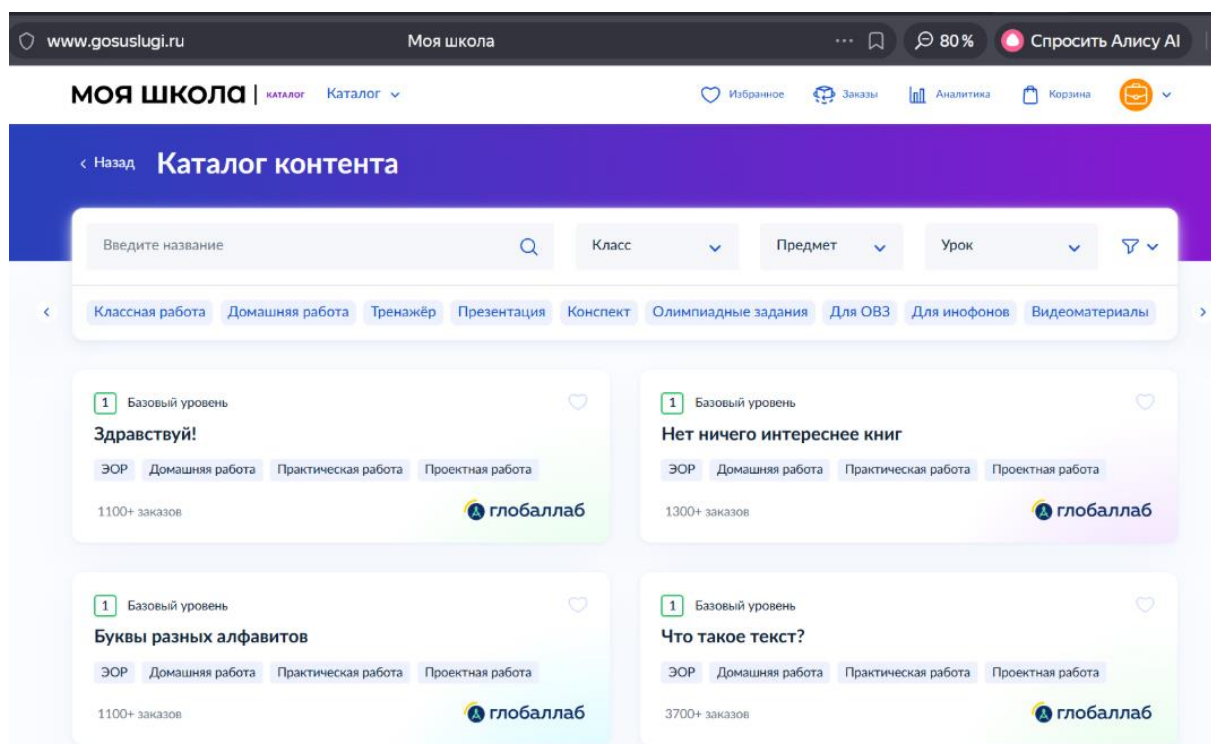 www.gosuslugi.ru Моя школа ... 80 % Спросить Алису AI
МОЯ ШКОЛА | КАТАЛОГ Каталог Избранное Заказы Аналитика Корзина
Назад Каталог контента
Введите название Класс Предмет Урок
Классная работа Домашняя работа Тренажёр Презентация Конспект Олимпиадные задания Для ОВЗ Для инофонов Видеоматериалы
1 Базовый уровень
Здравствуй!
ЭОР Домашняя работа Практическая работа Проектная работа
1100+ заказов глобаллаб
1 Базовый уровень
Нет ничего интереснее книг
ЭОР Домашняя работа Практическая работа Проектная работа
1300+ заказов глобаллаб
1 Базовый уровень
Буквы разных алфавитов
ЭОР Домашняя работа Практическая работа Проектная работа
1100+ заказов глобаллаб
1 Базовый уровень
Что такое текст?
ЭОР Домашняя работа Практическая работа Проектная работа
3700+ заказов глобаллаб